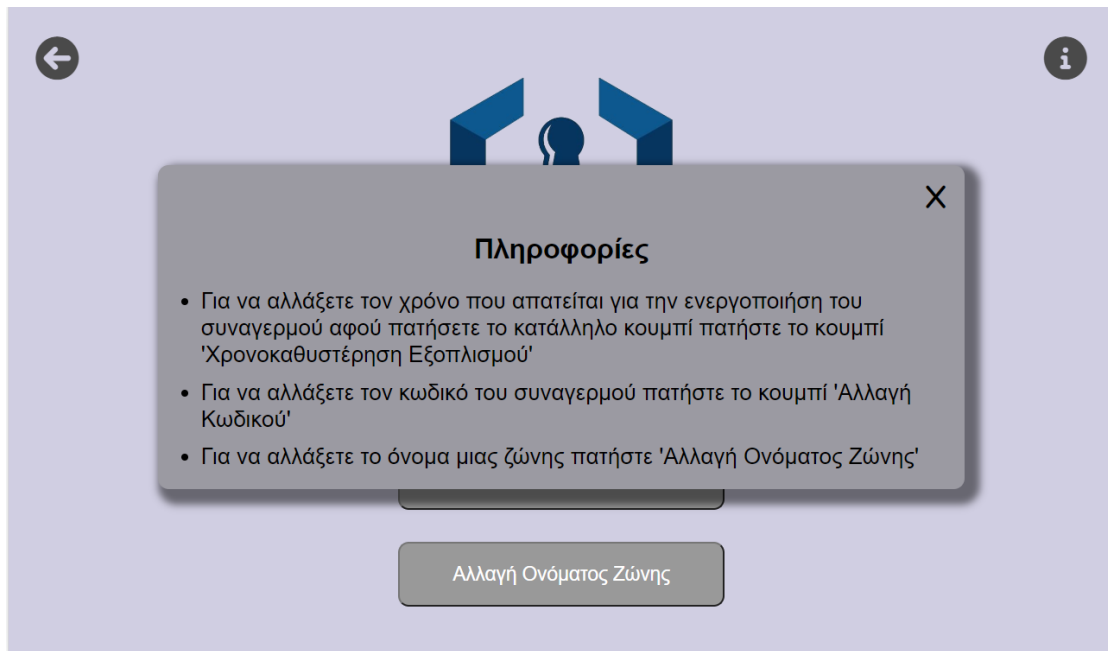 X
Πληροφορίες
• Για να αλλάξετε τον χρόνο που απατείται για την ενεργοποιήση του
συναγερμού αφού πατήσετε το κατάλληλο κουμπί πατήστε το κουμπί
'Χρονοκαθυστέρηση Εξοπλισμού'
• Για να αλλάξετε τον κωδικό του συναγερμού πατήστε το κουμπί 'Αλλαγή
Κωδικού'
• Για να αλλάξετε το όνομα μιας ζώνης πατήστε 'Αλλαγή Ονόματος Ζώνης'
Αλλαγή Ονόματος Ζώνης